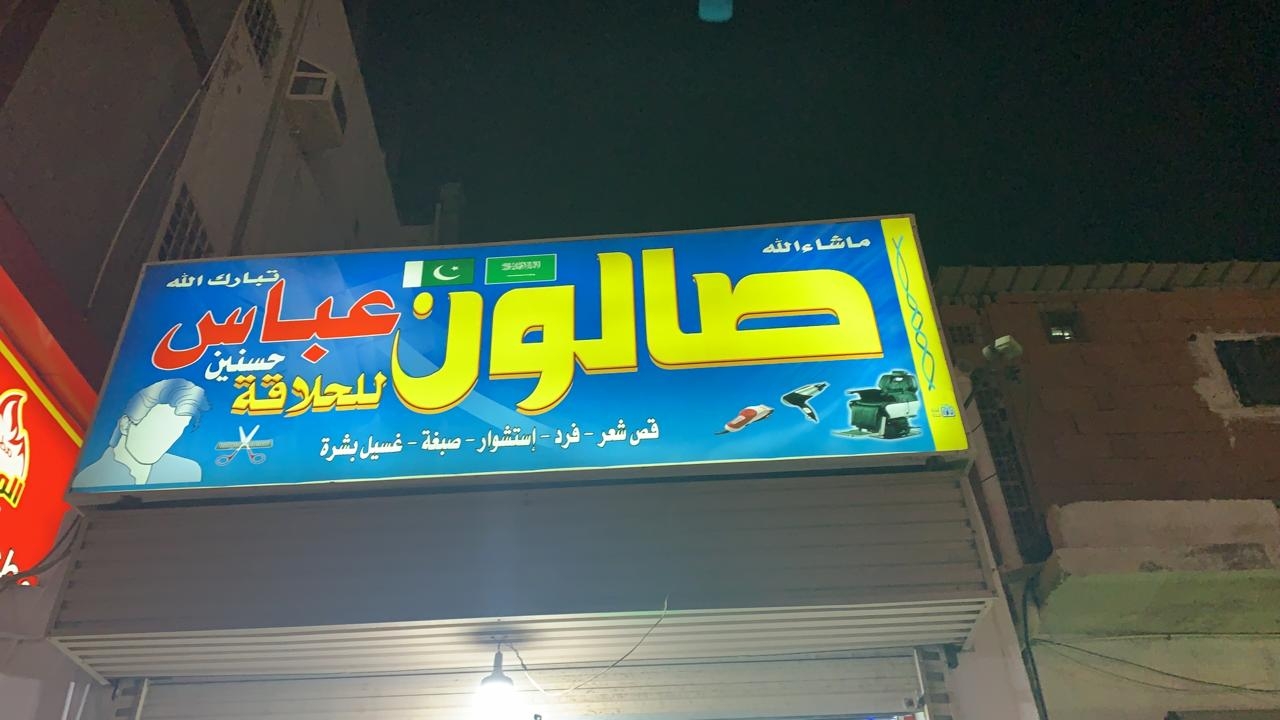 ماشاءالله
تبارك الله
صالون عباس
حسنين
للحلاقة
قص شعر - فرد - إستشوار - صبغة - غسيل بشرة